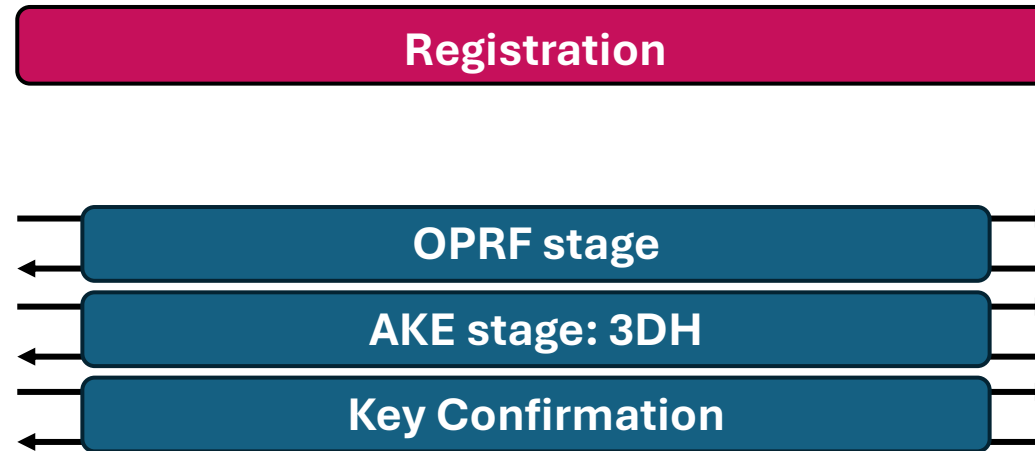 Registration
OPRF stage
AKE stage: 3DH
Key Confirmation